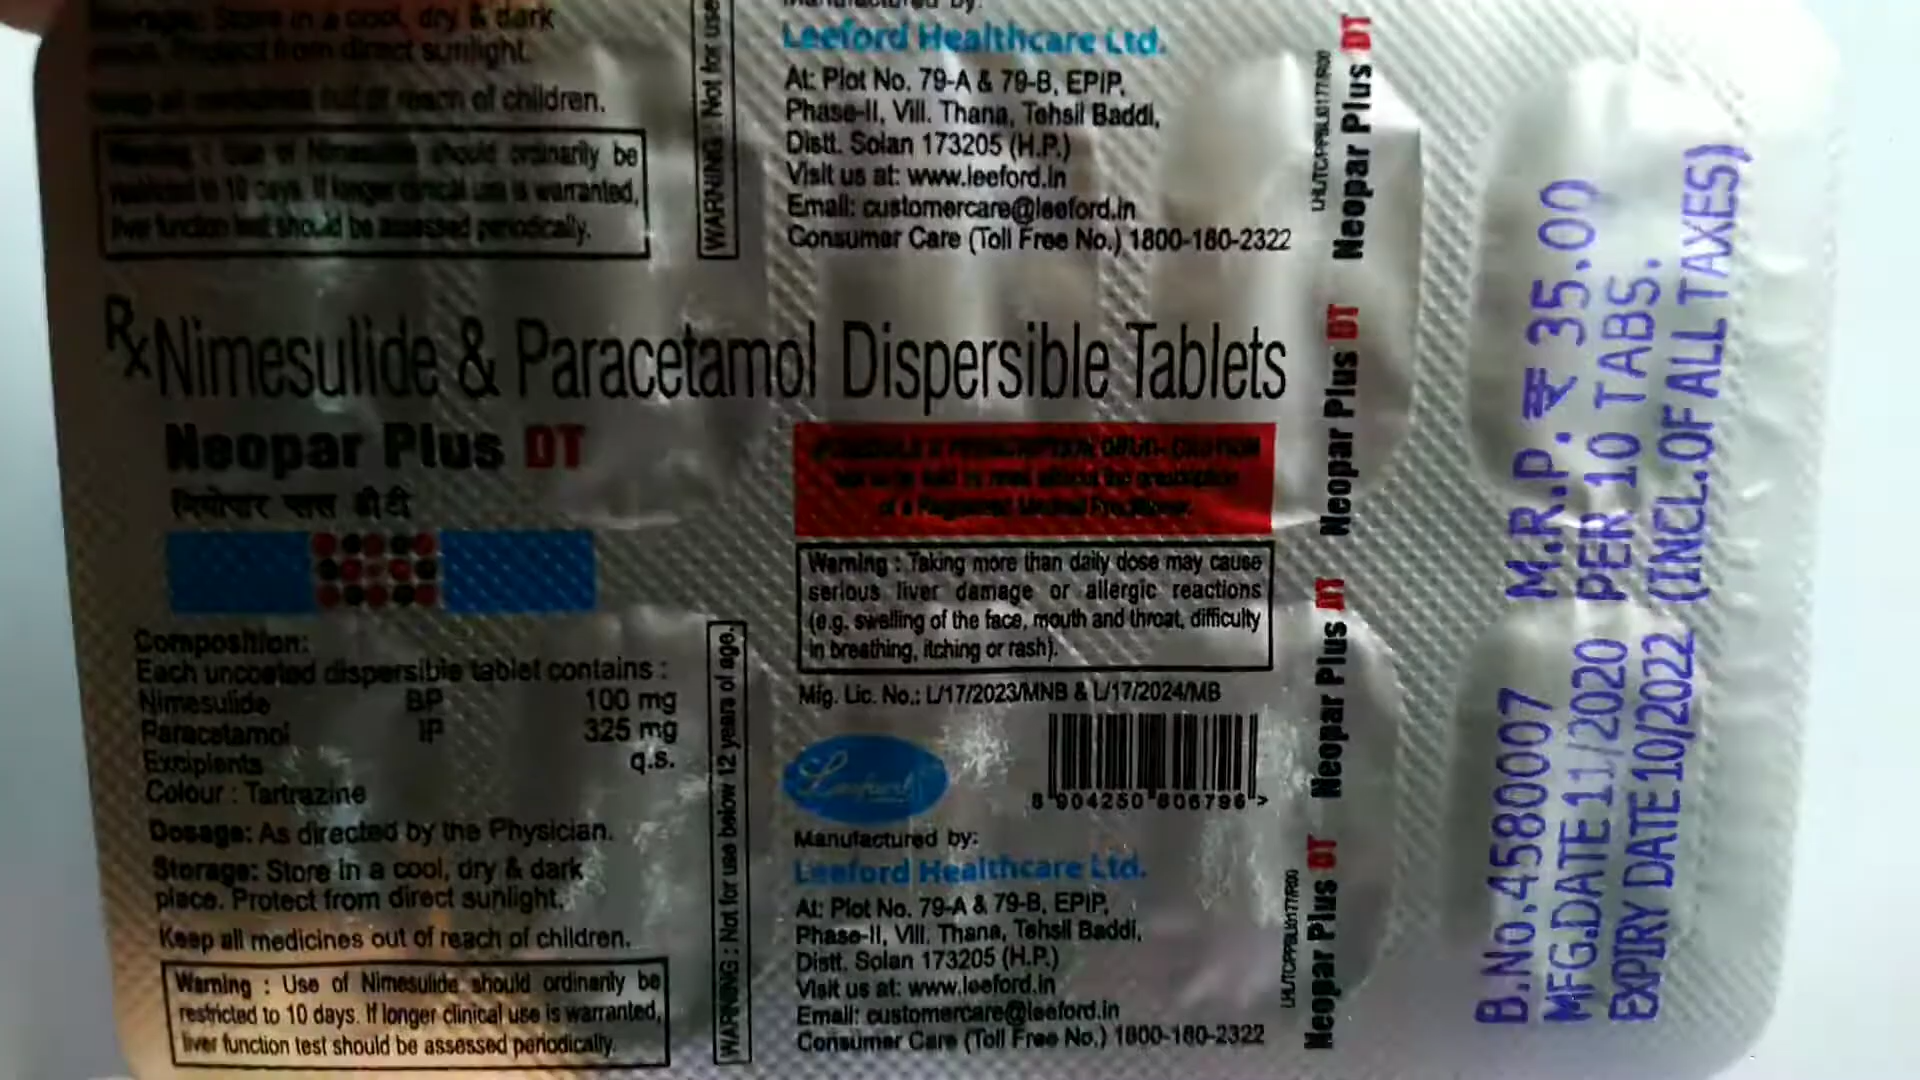 Storage: Store in a cool, dry & dark
Protect from direct sunlight.
Keep all medicines out of reach of children.
Warning : Use of Nimesulide should ordinarily be
restricted to 10 days. If longer clinical use is warranted,
liver function test should be assessed periodically.
WARNING : Not for use
Manufactured by:
Leeford Healthcare Ltd.
At: Plot No. 79-A & 79-B, EPIP,
Phase-II, Vill. Thana, Tehsil Baddi,
Distt. Solan 173205 (H.P.)
Visit us at: www.leeford.in
Email: customercare@leeford.in
Consumer Care (Toll Free No.) 1800-180-2322
Rx Nimesulide & Paracetamol Dispersible Tablets
Neopar Plus DT
नियोपार प्लस डीटी
Composition:
Each uncoated dispersible tablet contains :
Nimesulide BP 100 mg
Paracetamol IP 325 mg
Excipients q.s.
Colour : Tartrazine
Dosage: As directed by the Physician.
Storage: Store in a cool, dry & dark
place. Protect from direct sunlight.
Keep all medicines out of reach of children.
Warning : Use of Nimesulide should ordinarily be
restricted to 10 days. If longer clinical use is warranted,
liver function test should be assessed periodically.
WARNING : Not for use below 12 years of age.
of a Registered Medical Practitioner.
Warning : Taking more than daily dose may cause
serious liver damage or allergic reactions
(e.g. swelling of the face, mouth and throat, difficulty
in breathing, itching or rash).
Mfg. Lic. No.: L/17/2023/MNB & L/17/2024/MB
Leeford
8 904250 806796 >
Manufactured by:
Leeford Healthcare Ltd.
At: Plot No. 79-A & 79-B, EPIP,
Phase-II, Vill. Thana, Tehsil Baddi,
Distt. Solan 173205 (H.P.)
Visit us at: www.leeford.in
Email: customercare@leeford.in
Consumer Care (Toll Free No.) 1800-180-2322
Neopar Plus DT
Neopar Plus DT
Neopar Plus DT
Neopar Plus DT
B.No.4580007
MFG.DATE 11/2020
EXPIRY DATE 10/2022
M.R.P. ₹ 35.00
PER 10 TABS.
(INCL.OF ALL TAXES)